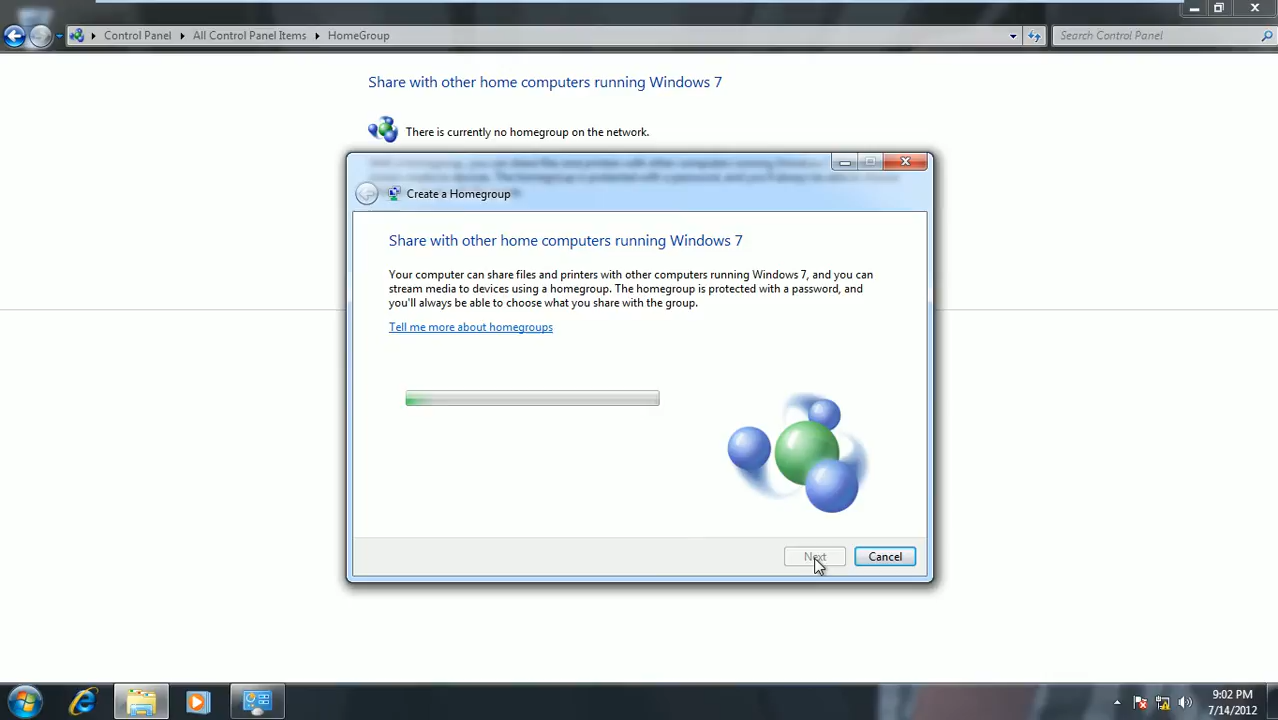 Control Panel
All Control Panel Items
HomeGroup
Search Control Panel
Share with other home computers running Windows 7
There is currently no homegroup on the network.
Create a Homegroup
Share with other home computers running Windows 7
Your computer can share files and printers with other computers running Windows 7, and you can
stream media to devices using a homegroup. The homegroup is protected with a password, and
you'll always be able to choose what you share with the group.
Tell me more about homegroups
Next
Cancel
9:02 PM
7/14/2012